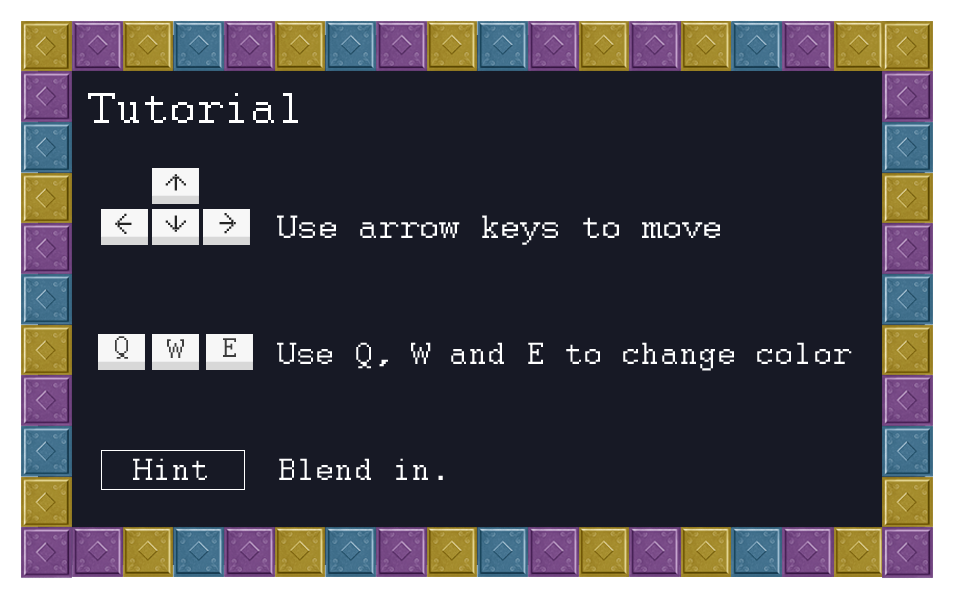 Tutorial
↑
← ↓ → Use arrow keys to move
Q W E Use Q, W and E to change color
Hint Blend in.